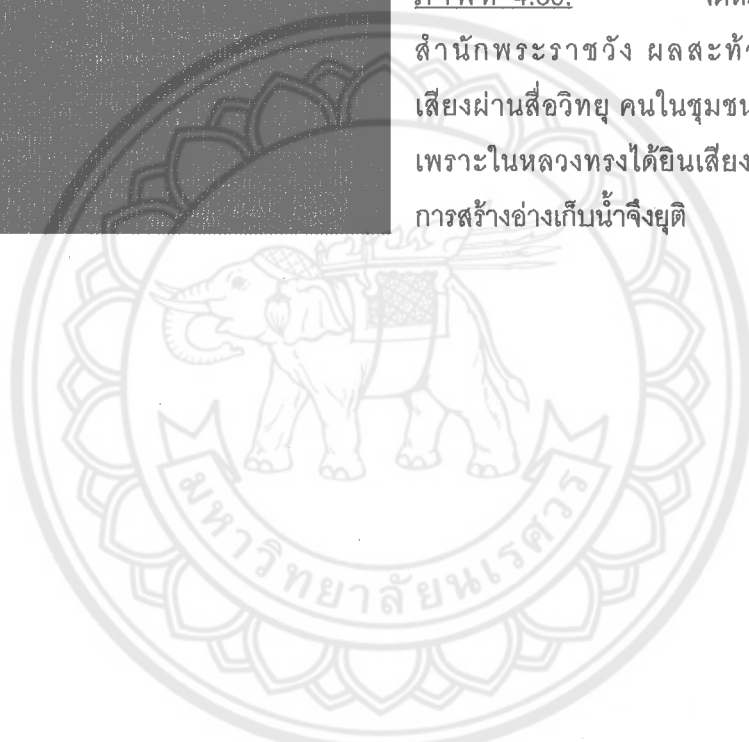 สำนักพระราชวัง ผลสะท้
เสียงผ่านสื่อวิทยุ คนในชุมชน
เพราะในหลวงทรงได้ยินเสียง
การสร้างอ่างเก็บน้ำจึงยุติ
มหาวิทยาลัยนเรศวร